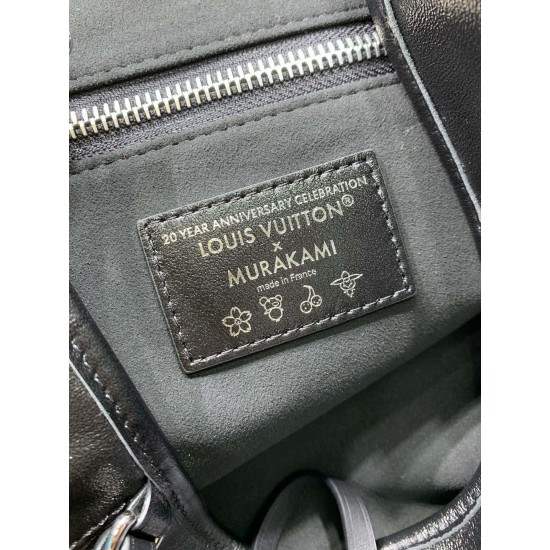 20 YEAR ANNIVERSARY CELEBRATION
LOUIS VUITTON®
x
MURAKAMI
made in France